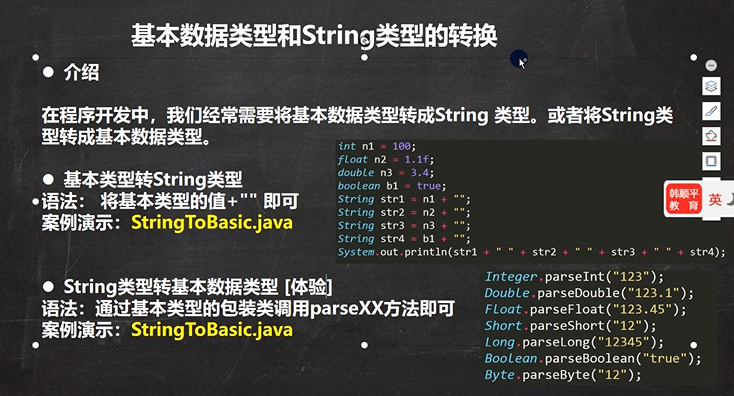 基本数据类型和String类型的转换
● 介绍
在程序开发中，我们经常需要将基本数据类型转成String 类型。或者将String类
型转成基本数据类型。
● 基本类型转String类型
语法： 将基本类型的值+"" 即可
案例演示：StringToBasic.java
int n1 = 100;
float n2 = 1.1f;
double n3 = 3.4;
boolean b1 = true;
String str1 = n1 + "";
String str2 = n2 + "";
String str3 = n3 + "";
String str4 = b1 + "";
System.out.println(str1 + " " + str2 + " " + str3 + " " + str4);
● String类型转基本数据类型 [体验]
语法：通过基本类型的包装类调用parseXX方法即可
案例演示：StringToBasic.java
Integer.parseInt("123");
Double.parseDouble("123.1");
Float.parseFloat("123.45");
Short.parseShort("12");
Long.parseLong("12345");
Boolean.parseBoolean("true");
Byte.parseByte("12");
韩顺平
教 育
英